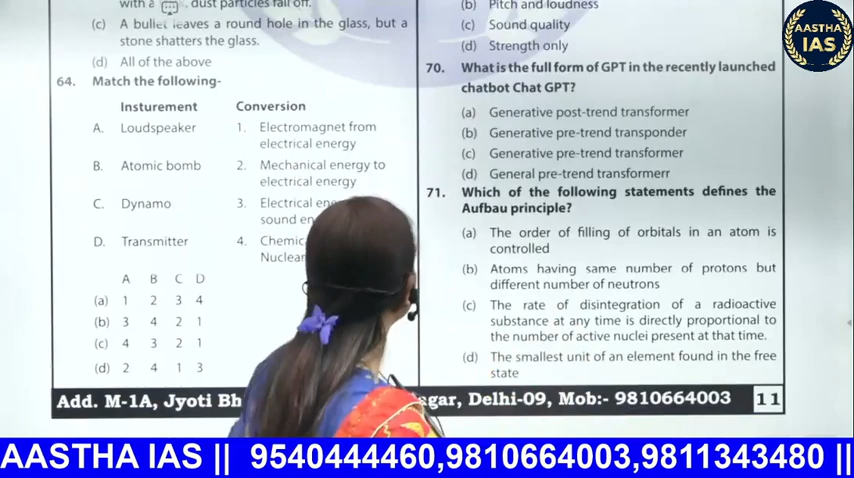 with a , dust particles fall off.
(c) A bullet leaves a round hole in the glass, but a
stone shatters the glass.
(d) All of the above
64. Match the following-
Insturement Conversion
A. Loudspeaker 1. Electromagnet from
electrical energy
B. Atomic bomb 2. Mechanical energy to
electrical energy
C. Dynamo 3. Electrical
sound
D. Transmitter 4.
Nuclear
A B C D
(a) 1 2 3 4
(b) 3 4 2 1
(c) 4 3 2 1
(d) 2 4 1 3
(b) Pitch and loudness
(c) Sound quality
(d) Strength only
70. What is the full form of GPT in the recently launched
chatbot Chat GPT?
(a) Generative post-trend transformer
(b) Generative pre-trend transponder
(c) Generative pre-trend transformer
(d) General pre-trend transformerr
71. Which of the following statements defines the
Aufbau principle?
(a) The order of filling of orbitals in an atom is
controlled
(b) Atoms having same number of protons but
different number of neutrons
(c) The rate of disintegration of a radioactive
substance at any time is directly proportional to
the number of active nuclei present at that time.
(d) The smallest unit of an element found in the free
state
Add. M-1A, Jyoti Bh agar, Delhi-09, Mob:- 9810664003 11
AASTHA
IAS
AASTHA IAS || 9540444460,9810664003,9811343480 ||